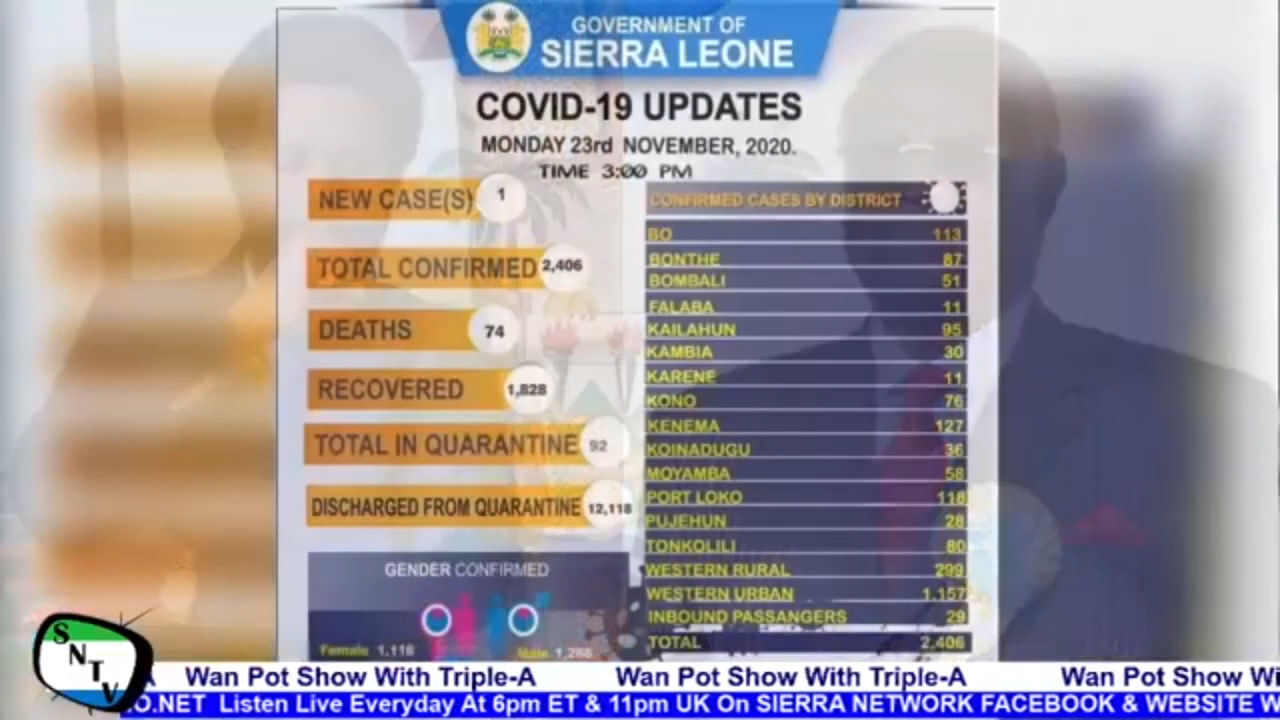 GOVERNMENT OF
SIERRA LEONE
COVID-19 UPDATES
MONDAY 23rd NOVEMBER, 2020.
TIME 3:00 PM
NEW CASE(S) 1
TOTAL CONFIRMED 2,406
DEATHS 74
RECOVERED 1,828
TOTAL IN QUARANTINE 92
DISCHARGED FROM QUARANTINE 12,118
GENDER CONFIRMED
Female 1,118
Male
CONFIRMED CASES BY DISTRICT
BO 113
BONTHE 87
BOMBALI 51
FALABA 11
KAILAHUN 95
KAMBIA 30
KARENE 11
KONO 76
KENEMA 127
KOINADUGU 36
MOYAMBA 58
PORT LOKO 118
PUJEHUN 28
TONKOLILI 80
WESTERN RURAL 299
WESTERN URBAN 1,157
INBOUND PASSANGERS 29
TOTAL 2,406
SNTV
A Wan Pot Show With Triple-A Wan Pot Show With Triple-A Wan Pot Show Wi
O.NET Listen Live Everyday At 6pm ET & 11pm UK On SIERRA NETWORK FACEBOOK & WEBSITE W